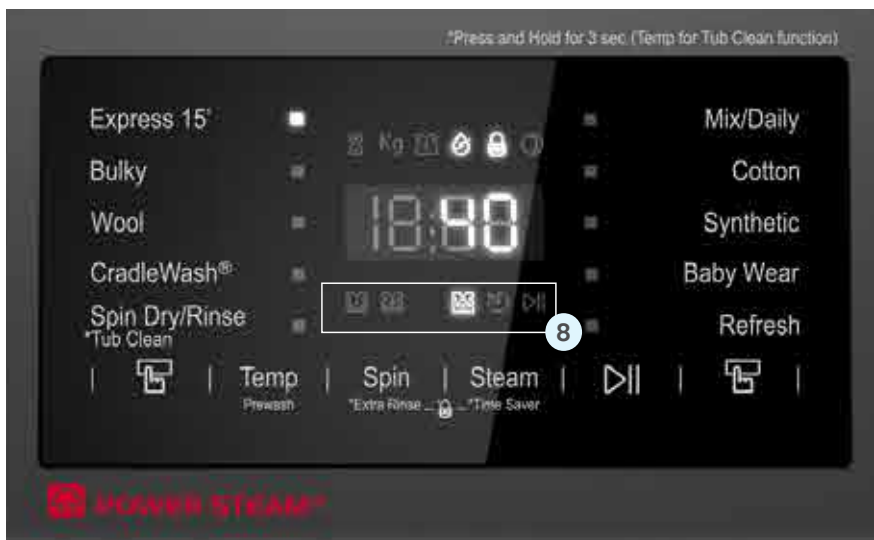 *Press and Hold for 3 sec. (Temp for Tub Clean function)
Express 15'
Bulky
Wool
CradleWash®
Spin Dry/Rinse
*Tub Clean
Kg
18:40
8
Mix/Daily
Cotton
Synthetic
Baby Wear
Refresh
Temp
Prewash
Spin
*Extra Rinse
Steam
*Time Saver
POWER STEAM